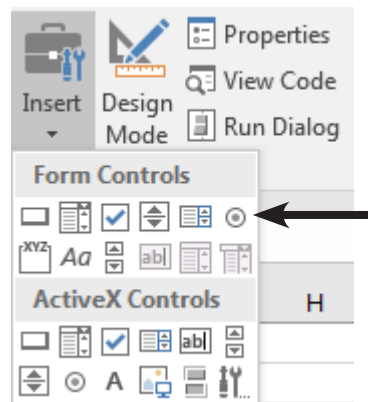 Properties
View Code
Run Dialog
Insert
Design
Mode
Form Controls
XYZ
Aa
ab
ActiveX Controls
H
ab
A